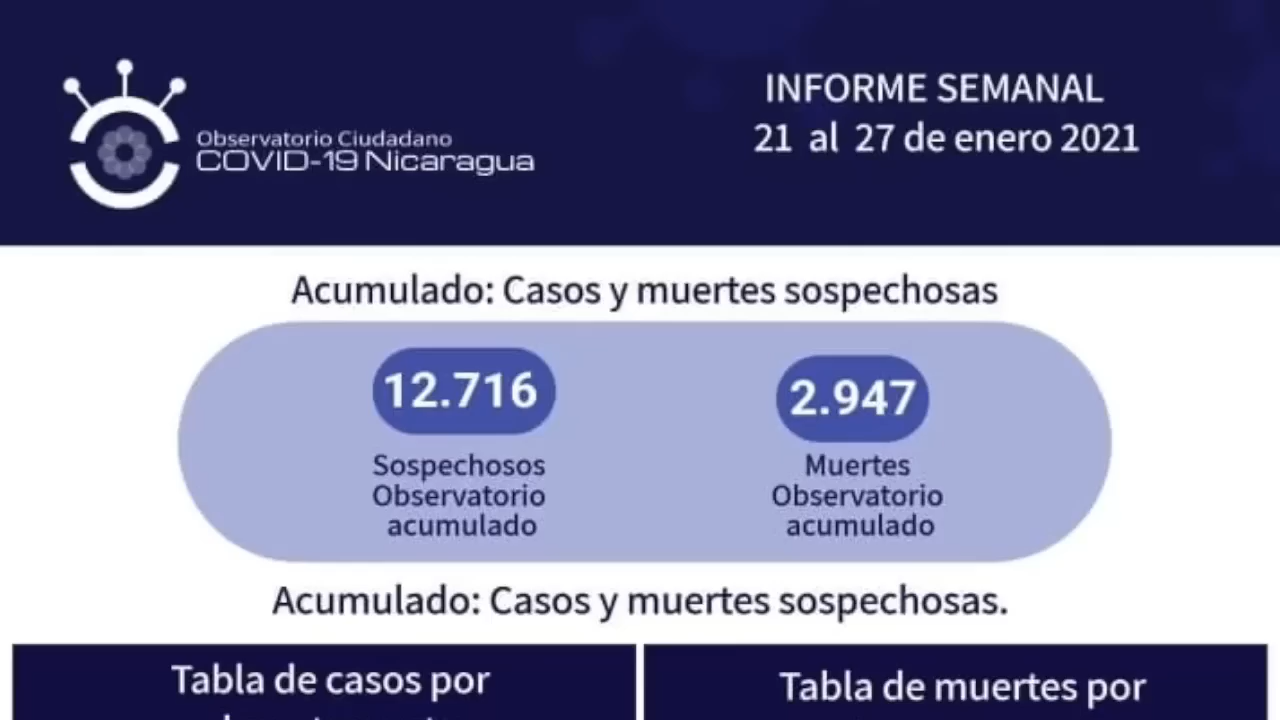 Observatorio Ciudadano
COVID-19 Nicaragua
INFORME SEMANAL
21 al 27 de enero 2021
Acumulado: Casos y muertes sospechosas
12.716
Sospechosos
Observatorio
acumulado
2.947
Muertes
Observatorio
acumulado
Acumulado: Casos y muertes sospechosas.
Tabla de casos por
Tabla de muertes por